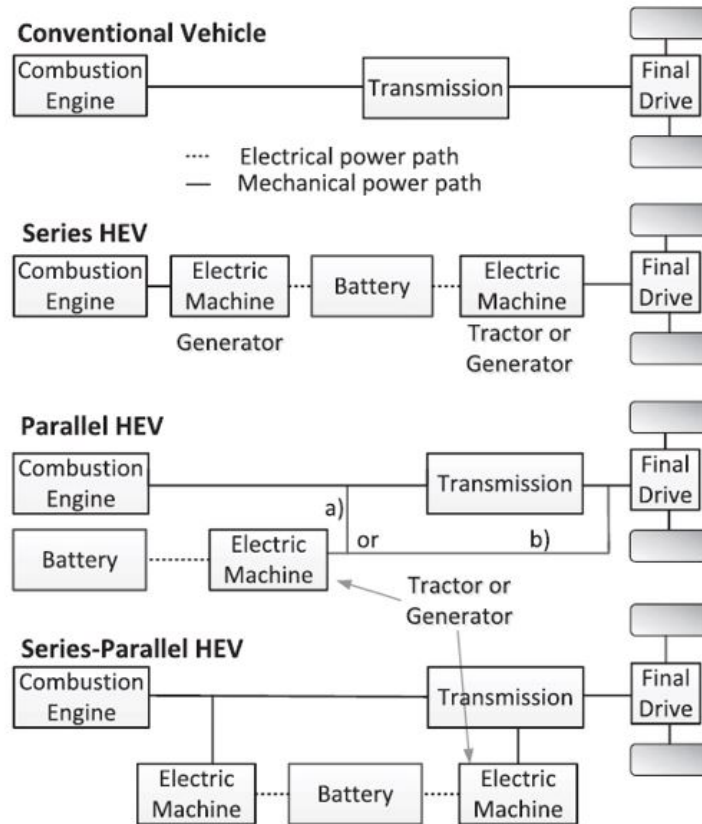 Conventional Vehicle
Combustion
Engine
Transmission
Final
Drive
Electrical power path
Mechanical power path
Series HEV
Combustion
Engine
Electric
Machine
Battery
Electric
Machine
Final
Drive
Generator
Tractor or
Generator
Parallel HEV
Combustion
Engine
Transmission
Final
Drive
a)
or
b)
Battery
Electric
Machine
Tractor or
Generator
Series-Parallel HEV
Combustion
Engine
Transmission
Final
Drive
Electric
Machine
Battery
Electric
Machine